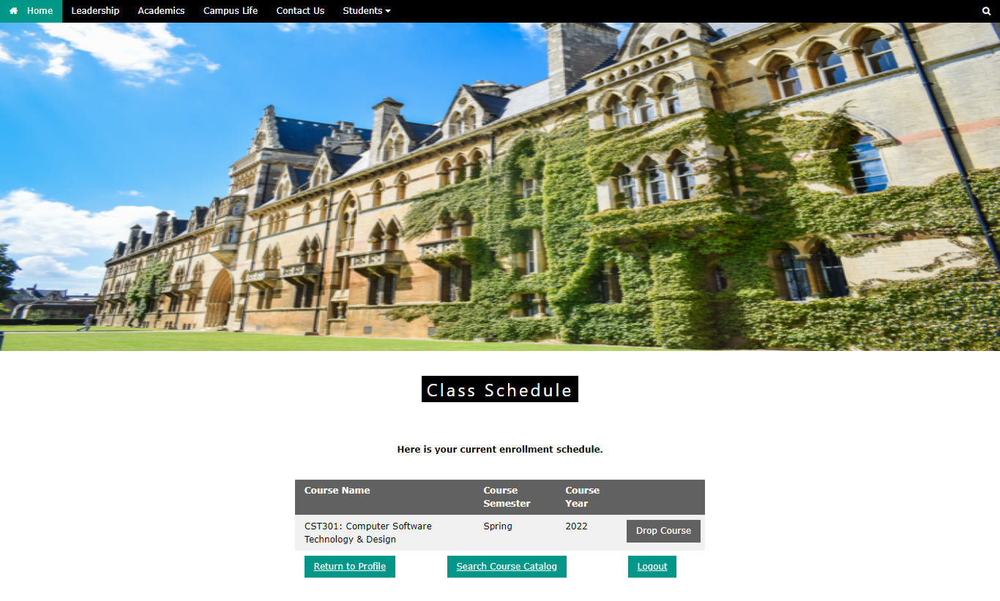 Home Leadership Academics Campus Life Contact Us Students
Class Schedule
Here is your current enrollment schedule.
Course Name Course Semester Course Year
CST301: Computer Software Technology & Design Spring 2022 Drop Course
Return to Profile Search Course Catalog Logout